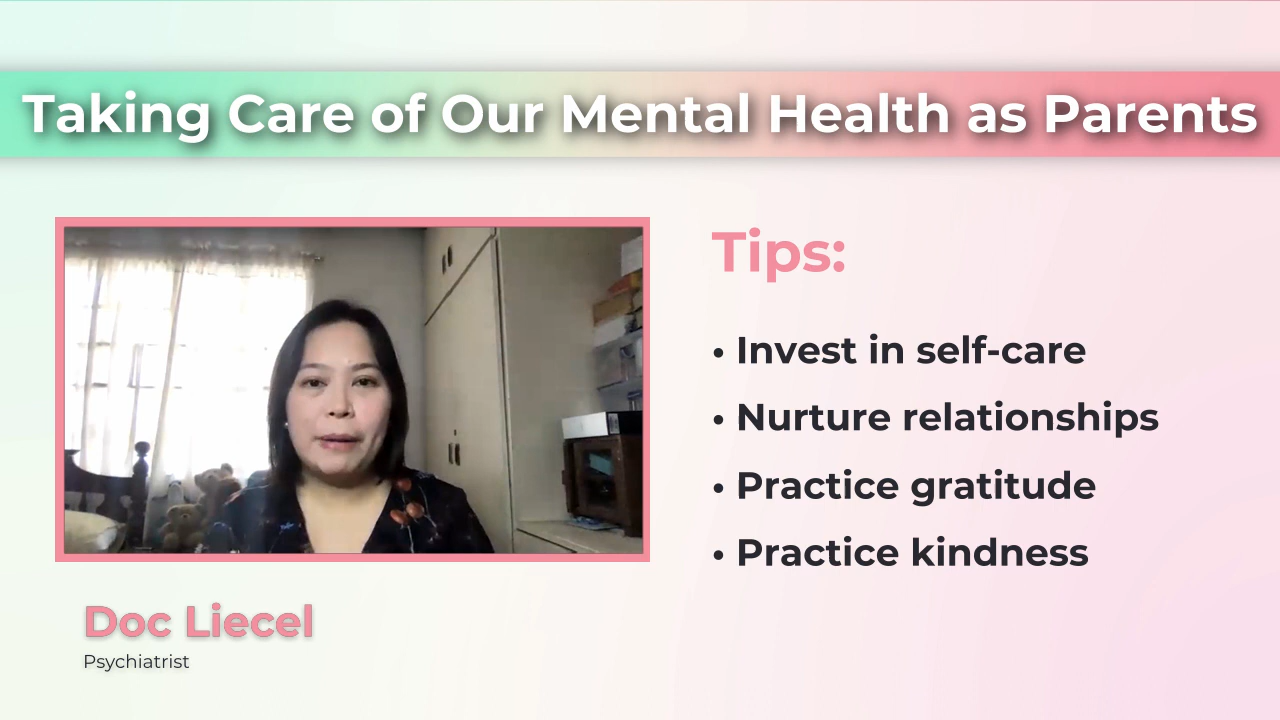 Taking Care of Our Mental Health as Parents
Tips:
• Invest in self-care
• Nurture relationships
• Practice gratitude
• Practice kindness
Doc Liecel
Psychiatrist